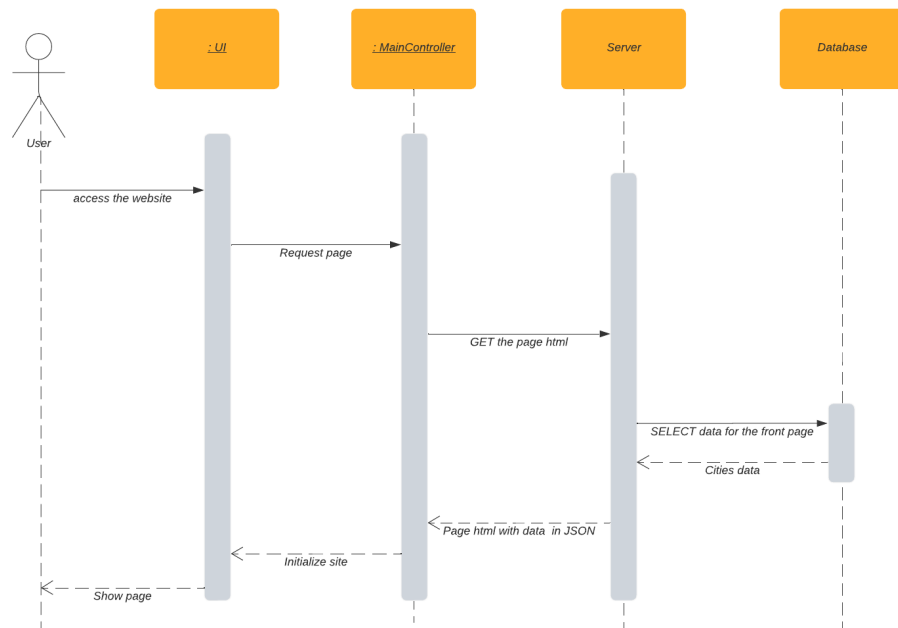 : UI
: MainController
Server
Database
User
access the website
Request page
GET the page html
SELECT data for the front page
Cities data
Page html with data in JSON
Initialize site
Show page